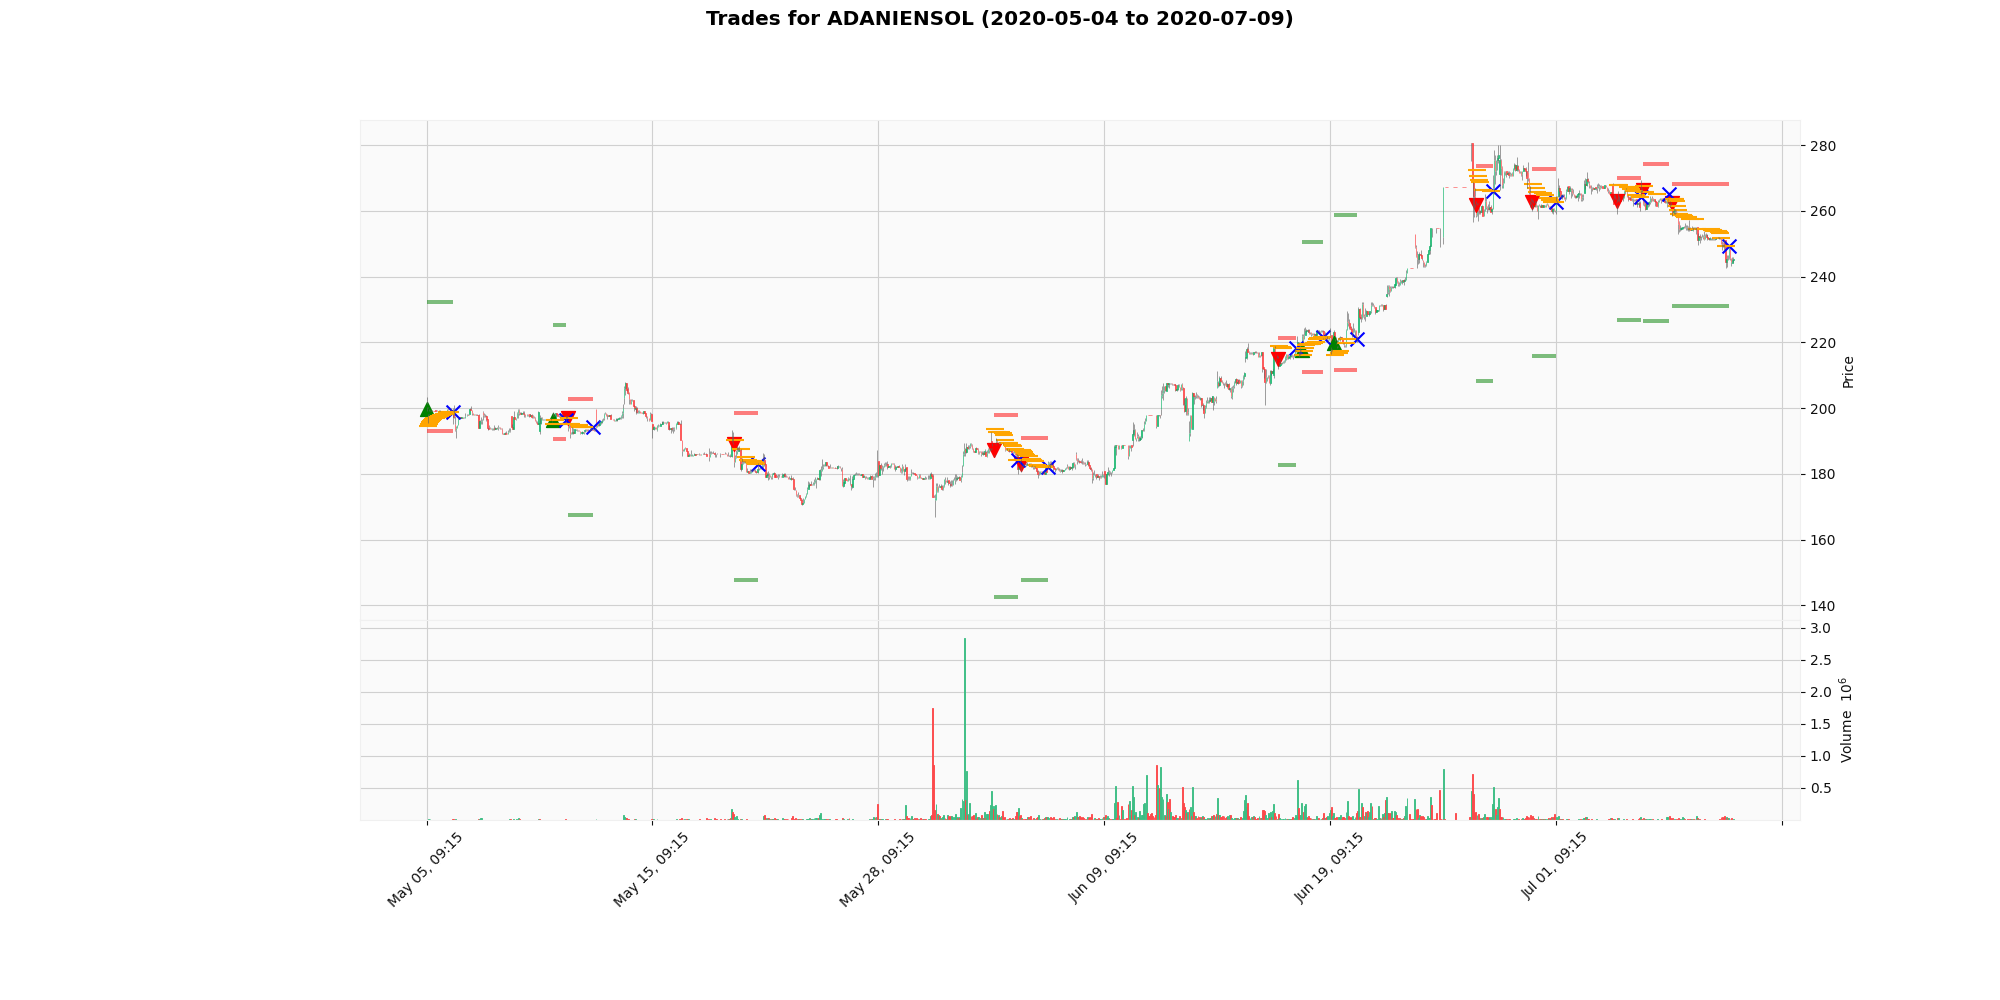 Trades for ADANIENSOL (2020-05-04 to 2020-07-09)
280
260
240
220
200
180
160
140
Price
3.0
2.5
2.0
1.5
1.0
0.5
Volume 10^6
May 05, 09:15
May 15, 09:15
May 28, 09:15
Jun 09, 09:15
Jun 19, 09:15
Jul 01, 09:15